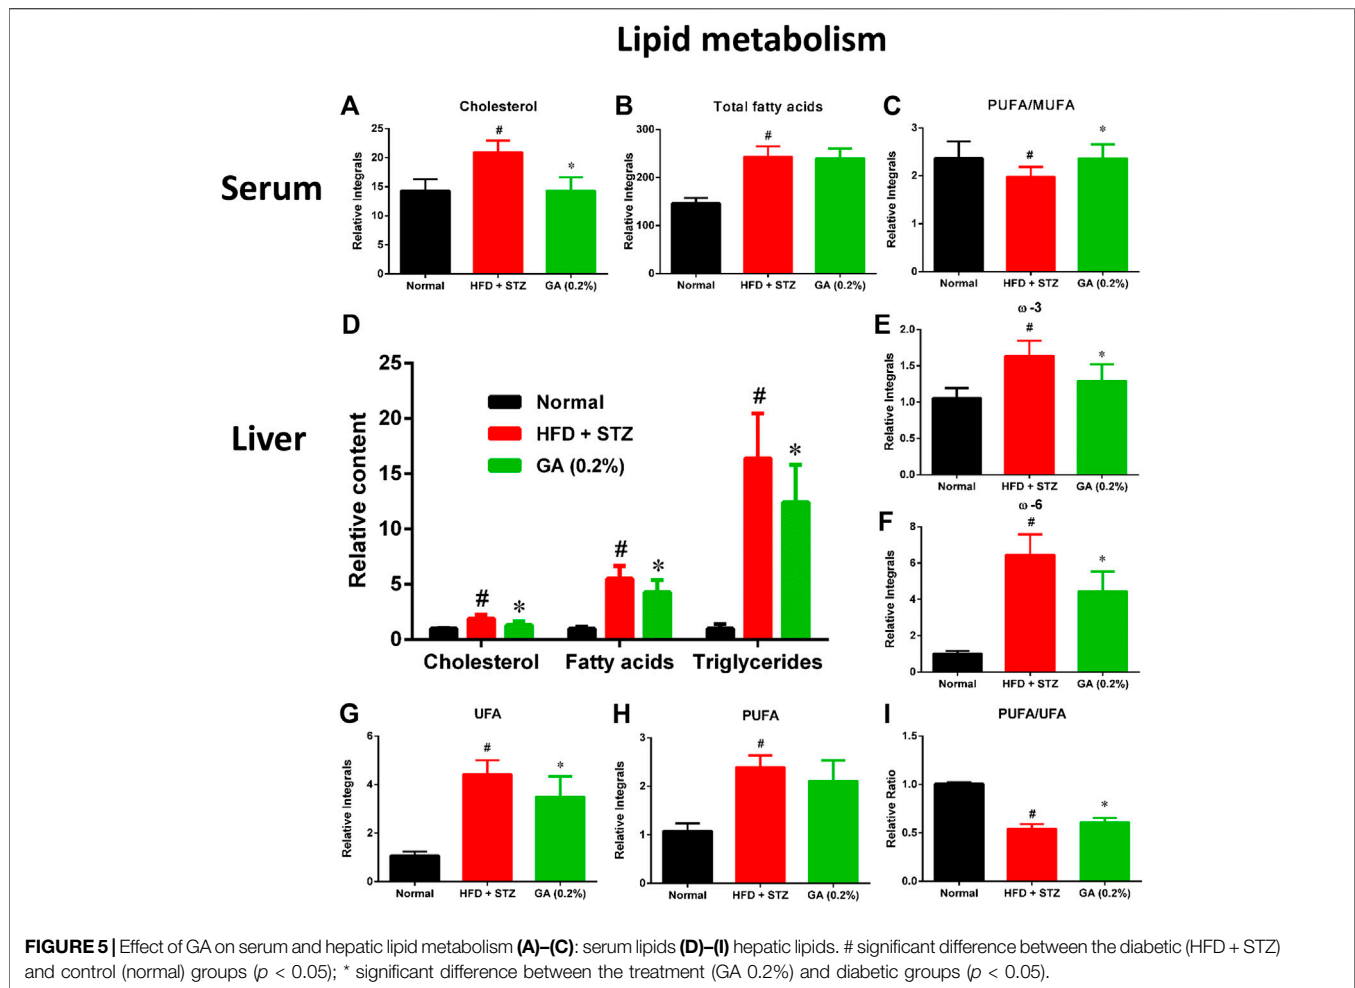 Lipid metabolism
Serum
A
Cholesterol
Relative Integrals
25
20
15
10
5
0
#
*
Normal HFD + STZ GA (0.2%)
B
Total fatty acids
Relative Integrals
300
200
100
0
#
Normal HFD + STZ GA (0.2%)
C
PUFA/MUFA
Relative Integrals
3
2
1
0
#
*
Normal HFD + STZ GA (0.2%)
Liver
D
Relative content
25
20
15
10
5
0
Normal
HFD + STZ
GA (0.2%)
# *
# *
# *
Cholesterol Fatty acids Triglycerides
E
ω -3
Relative Integrals
2.0
1.5
1.0
0.5
0.0
#
*
Normal HFD + STZ GA (0.2%)
F
ω -6
Relative Integrals
8
6
4
2
0
#
*
Normal HFD + STZ GA (0.2%)
G
UFA
Relative Integrals
6
4
2
0
#
*
Normal HFD + STZ GA (0.2%)
H
PUFA
Relative Integrals
3
2
1
0
#
Normal HFD + STZ GA (0.2%)
I
PUFA/UFA
Relative Ratio
1.5
1.0
0.5
0.0
#
*
Normal HFD + STZ GA (0.2%)
FIGURE 5 | Effect of GA on serum and hepatic lipid metabolism (A)–(C): serum lipids (D)–(I) hepatic lipids. # significant difference between the diabetic (HFD + STZ)
and control (normal) groups (p < 0.05); * significant difference between the treatment (GA 0.2%) and diabetic groups (p < 0.05).